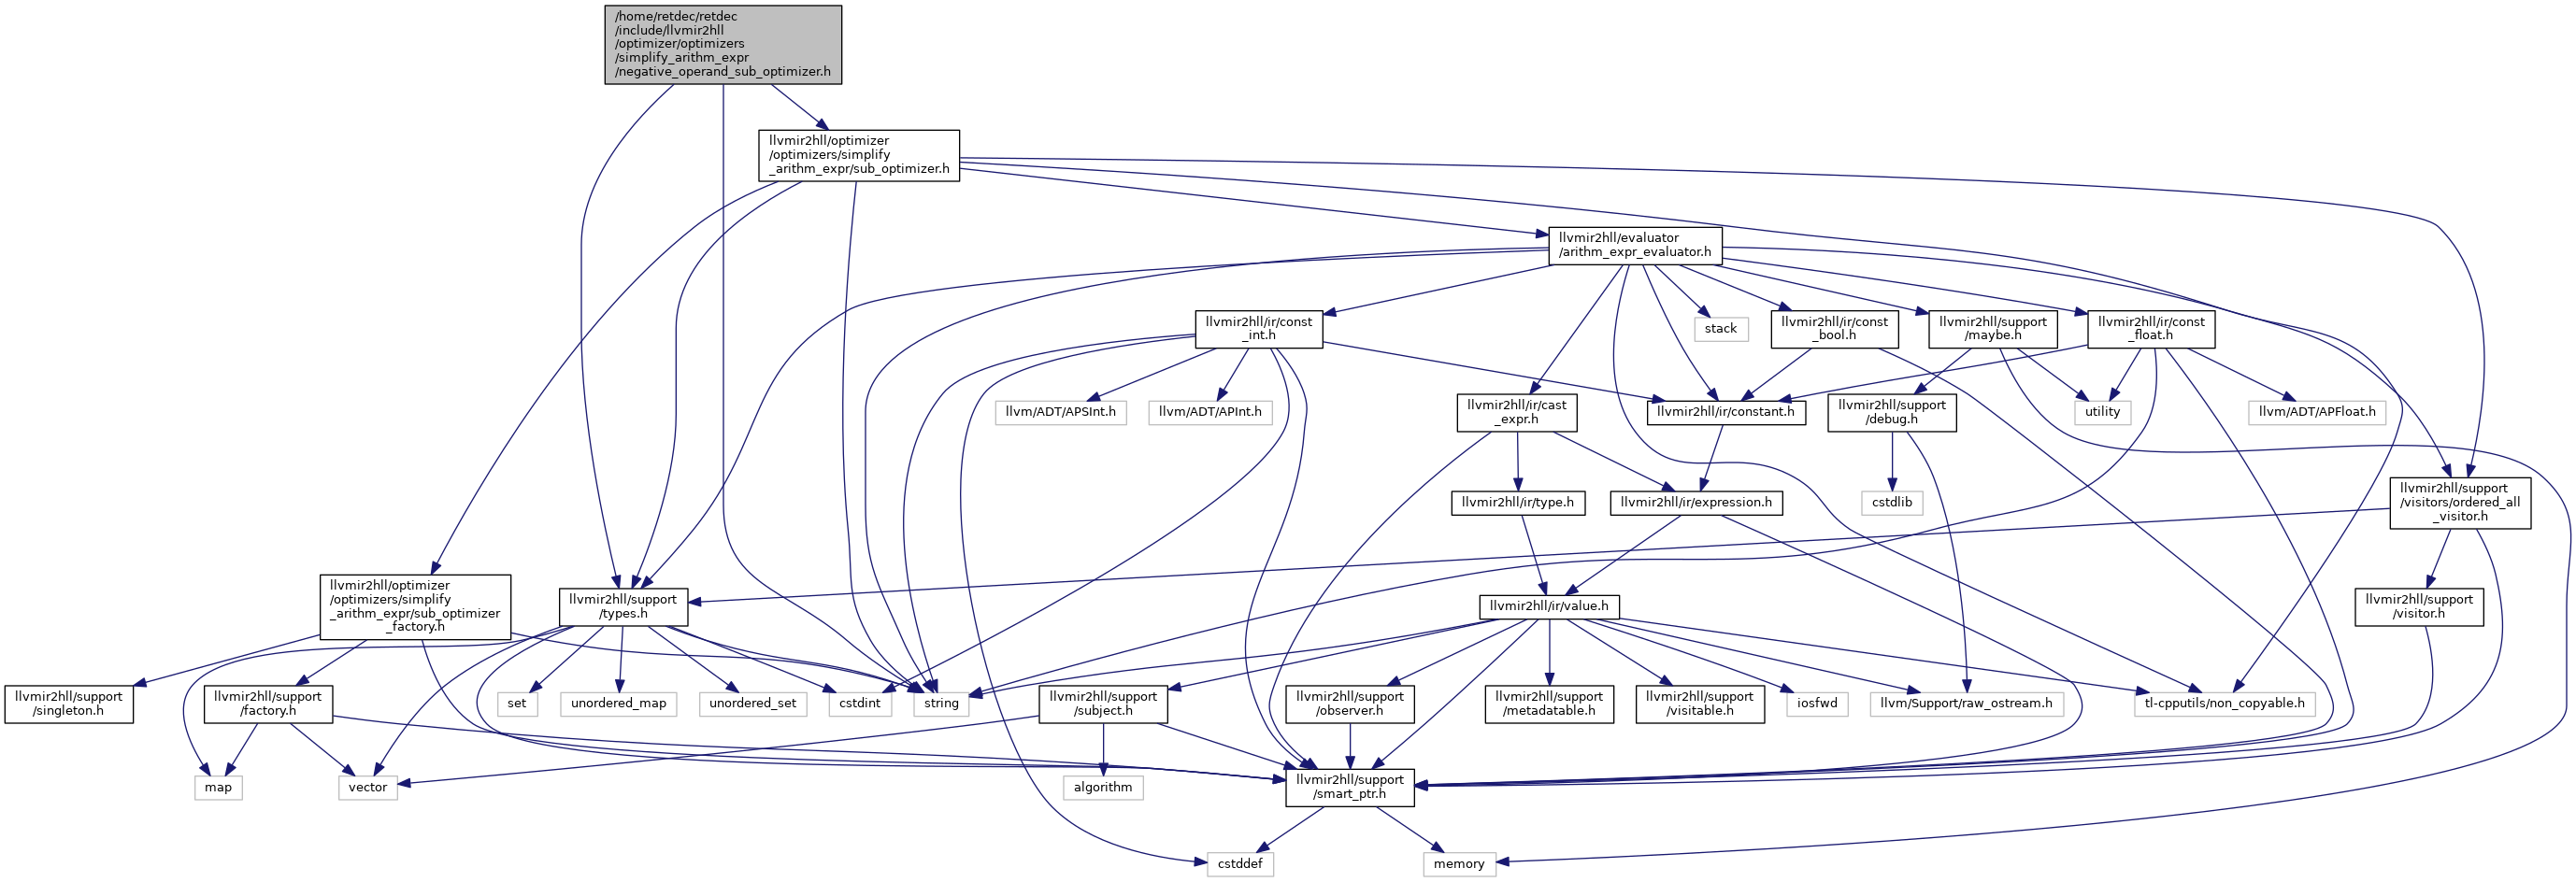 /home/retdec/retdec
/include/llvmir2hll
/optimizer/optimizers
/simplify_arithm_expr
/negative_operand_sub_optimizer.h
llvmir2hll/optimizer
/optimizers/simplify
_arithm_expr/sub_optimizer.h
llvmir2hll/evaluator
/arithm_expr_evaluator.h
llvmir2hll/ir/const
_int.h
stack
llvmir2hll/ir/const
_bool.h
llvmir2hll/support
/maybe.h
llvmir2hll/ir/const
_float.h
llvm/ADT/APSInt.h
llvm/ADT/APInt.h
llvmir2hll/ir/cast
_expr.h
llvmir2hll/ir/constant.h
llvmir2hll/support
/debug.h
utility
llvm/ADT/APFloat.h
llvmir2hll/ir/type.h
llvmir2hll/ir/expression.h
cstdlib
llvmir2hll/support
/visitors/ordered_all
_visitor.h
llvmir2hll/optimizer
/optimizers/simplify
_arithm_expr/sub_optimizer
_factory.h
llvmir2hll/support
/types.h
llvmir2hll/ir/value.h
llvmir2hll/support
/visitor.h
llvmir2hll/support
/singleton.h
llvmir2hll/support
/factory.h
set
unordered_map
unordered_set
cstdint
string
llvmir2hll/support
/subject.h
llvmir2hll/support
/observer.h
llvmir2hll/support
/metadatable.h
llvmir2hll/support
/visitable.h
iosfwd
llvm/Support/raw_ostream.h
tl-cpputils/non_copyable.h
map
vector
algorithm
llvmir2hll/support
/smart_ptr.h
cstddef
memory